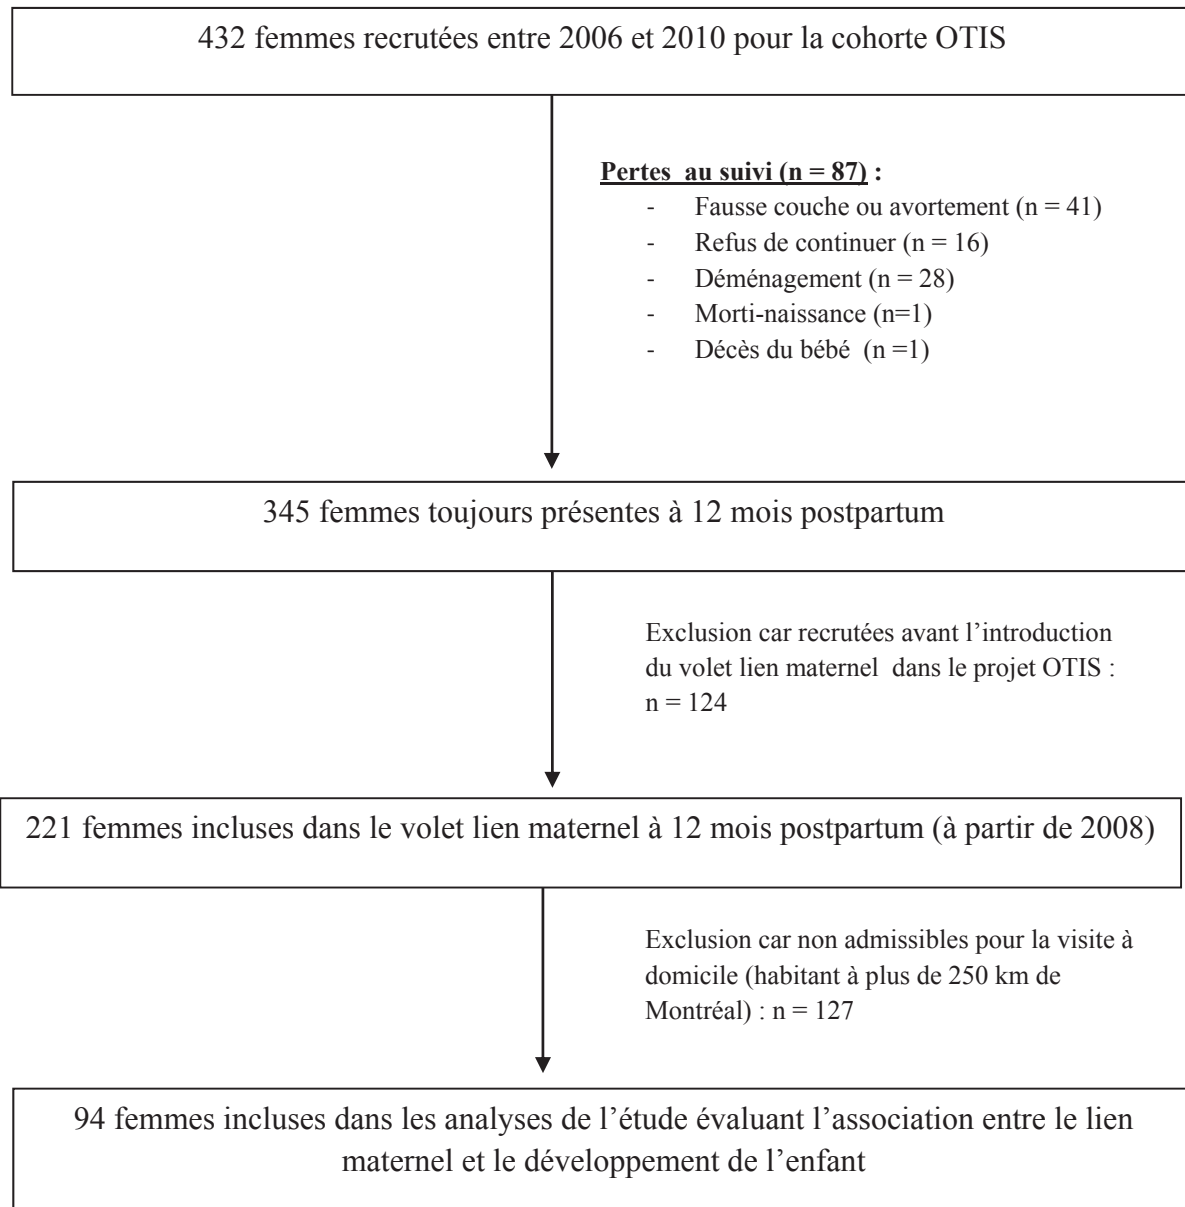 432 femmes recrutées entre 2006 et 2010 pour la cohorte OTIS
Pertes au suivi (n = 87) :
- Fausse couche ou avortement (n = 41)
- Refus de continuer (n = 16)
- Déménagement (n = 28)
- Morti-naissance (n=1)
- Décès du bébé (n =1)
345 femmes toujours présentes à 12 mois postpartum
Exclusion car recrutées avant l’introduction
du volet lien maternel dans le projet OTIS :
n = 124
221 femmes incluses dans le volet lien maternel à 12 mois postpartum (à partir de 2008)
Exclusion car non admissibles pour la visite à
domicile (habitant à plus de 250 km de
Montréal) : n = 127
94 femmes incluses dans les analyses de l’étude évaluant l’association entre le lien
maternel et le développement de l’enfant